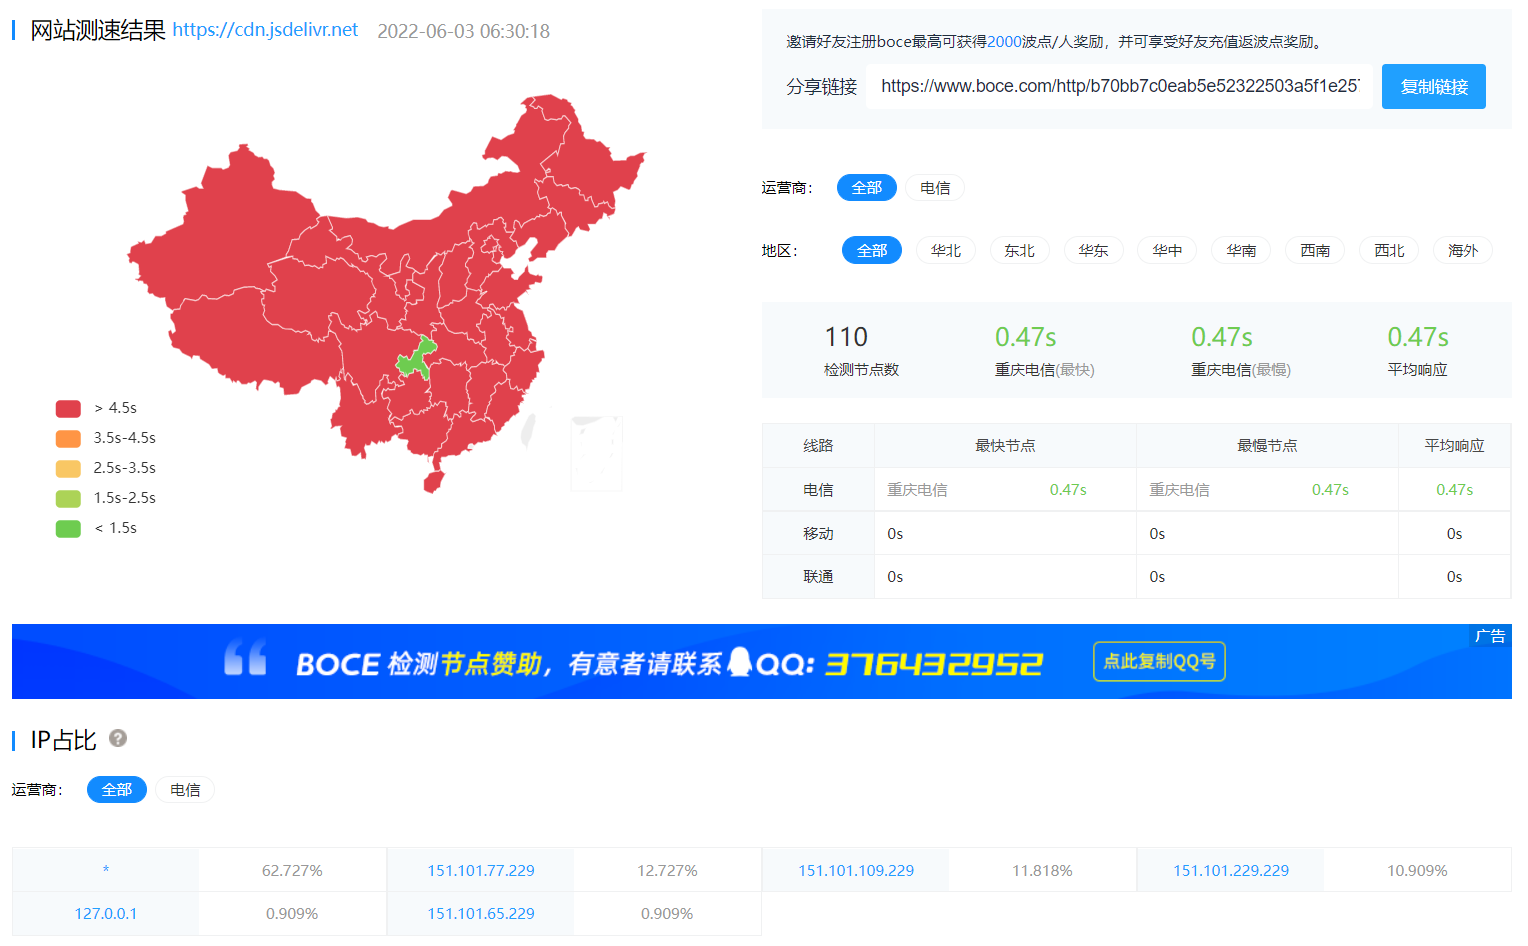 网站测速结果 https://cdn.jsdelivr.net 2022-06-03 06:30:18
> 4.5s
3.5s-4.5s
2.5s-3.5s
1.5s-2.5s
< 1.5s
邀请好友注册boce最高可获得2000波点/人奖励，并可享受好友充值返波点奖励。
分享链接 https://www.boce.com/http/b70bb7c0eab5e52322503a5f1e257 复制链接
运营商： 全部 电信
地区： 全部 华北 东北 华东 华中 华南 西南 西北 海外
110 0.47s 0.47s 0.47s
检测节点数 重庆电信(最快) 重庆电信(最慢) 平均响应
线路 最快节点 最慢节点 平均响应
电信 重庆电信 0.47s 重庆电信 0.47s 0.47s
移动 0s 0s 0s
联通 0s 0s 0s
广告
BOCE 检测节点赞助，有意者请联系QQ: 376432952 点此复制QQ号
IP占比 ?
运营商： 全部 电信
* 62.727% 151.101.77.229 12.727% 151.101.109.229 11.818% 151.101.229.229 10.909%
127.0.0.1 0.909% 151.101.65.229 0.909%